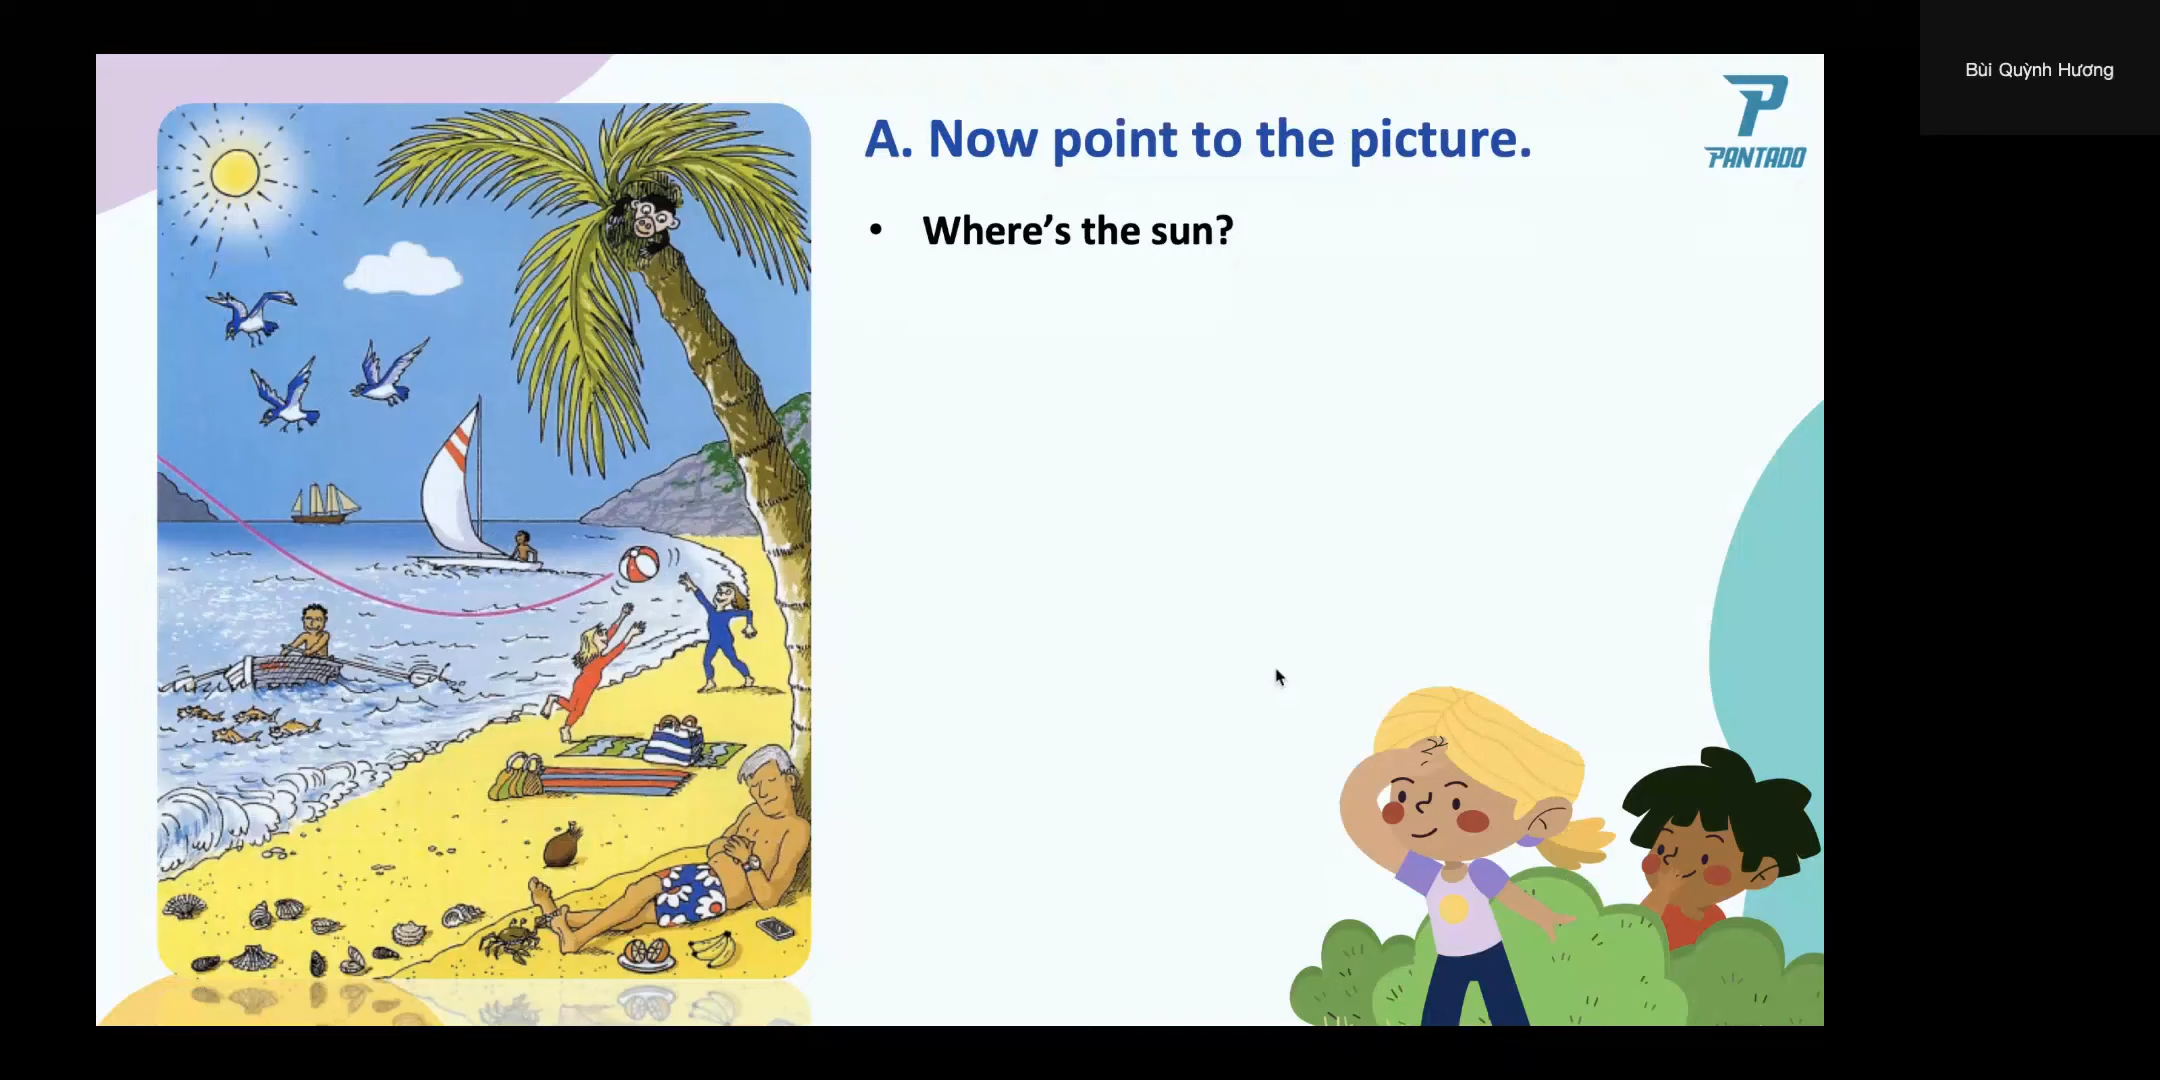 Bùi Quỳnh Hương
PANTADO
A. Now point to the picture.
• Where's the sun?